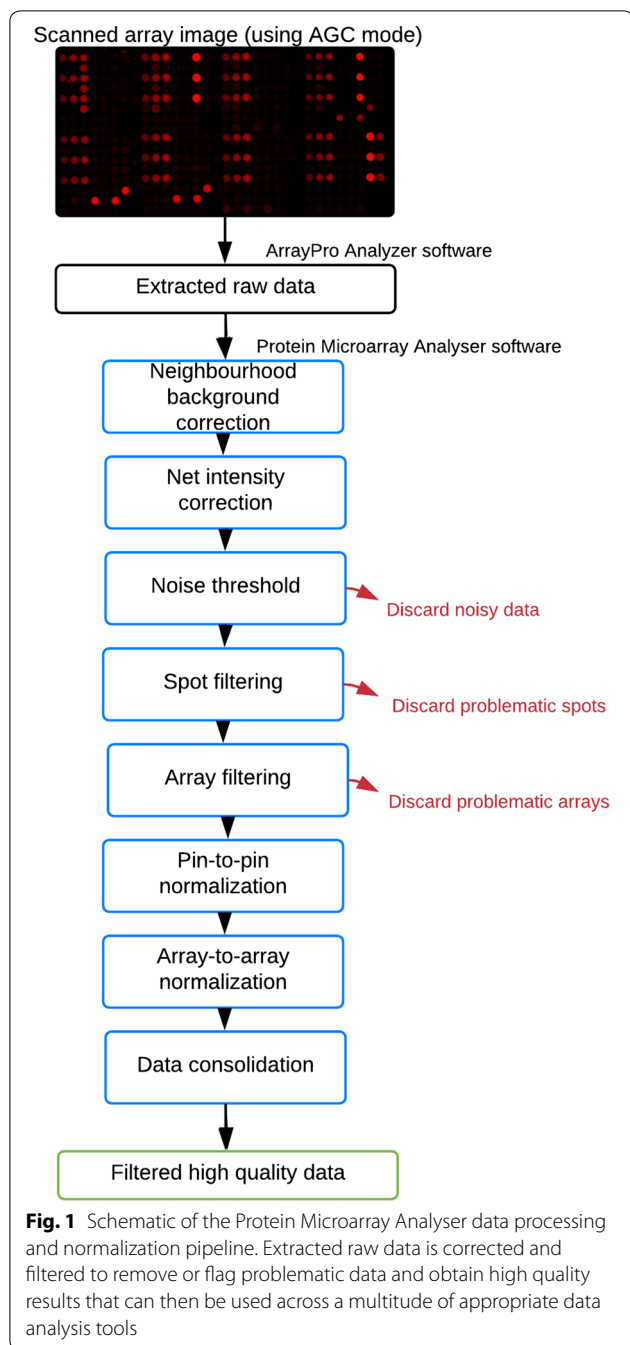 Scanned array image (using AGC mode)
ArrayPro Analyzer software
Extracted raw data
Protein Microarray Analyser software
Neighbourhood
background
correction
Net intensity
correction
Noise threshold
Discard noisy data
Spot filtering
Discard problematic spots
Array filtering
Discard problematic arrays
Pin-to-pin
normalization
Array-to-array
normalization
Data consolidation
Filtered high quality data
Fig. 1 Schematic of the Protein Microarray Analyser data processing
and normalization pipeline. Extracted raw data is corrected and
filtered to remove or flag problematic data and obtain high quality
results that can then be used across a multitude of appropriate data
analysis tools